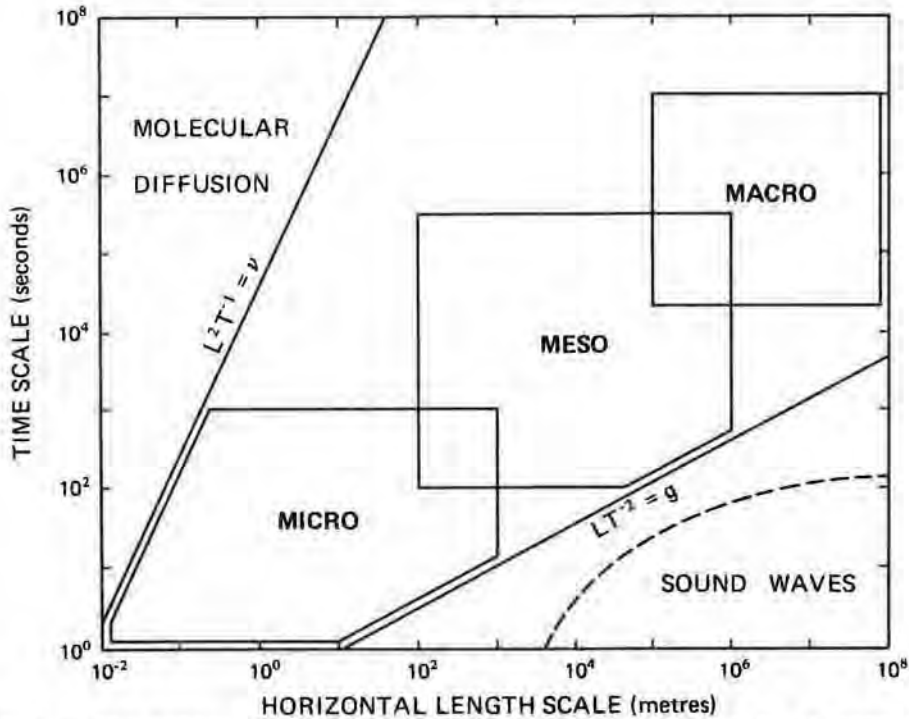 10⁸
10⁶
10⁴
10²
10⁰
TIME SCALE (seconds)
MOLECULAR
DIFFUSION
L²T⁻¹ = ν
MACRO
MESO
MICRO
LT⁻² = g
SOUND WAVES
10⁻²
10⁰
10²
10⁴
10⁶
10⁸
HORIZONTAL LENGTH SCALE (metres)